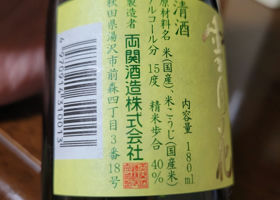 清酒
内容量 180ml
原材料名 米(国産)、米こうじ(国産米)
アルコール分 15度 精米歩合 40%
製造者 両関酒造株式会社
秋田県湯沢市前森四丁目3番18号